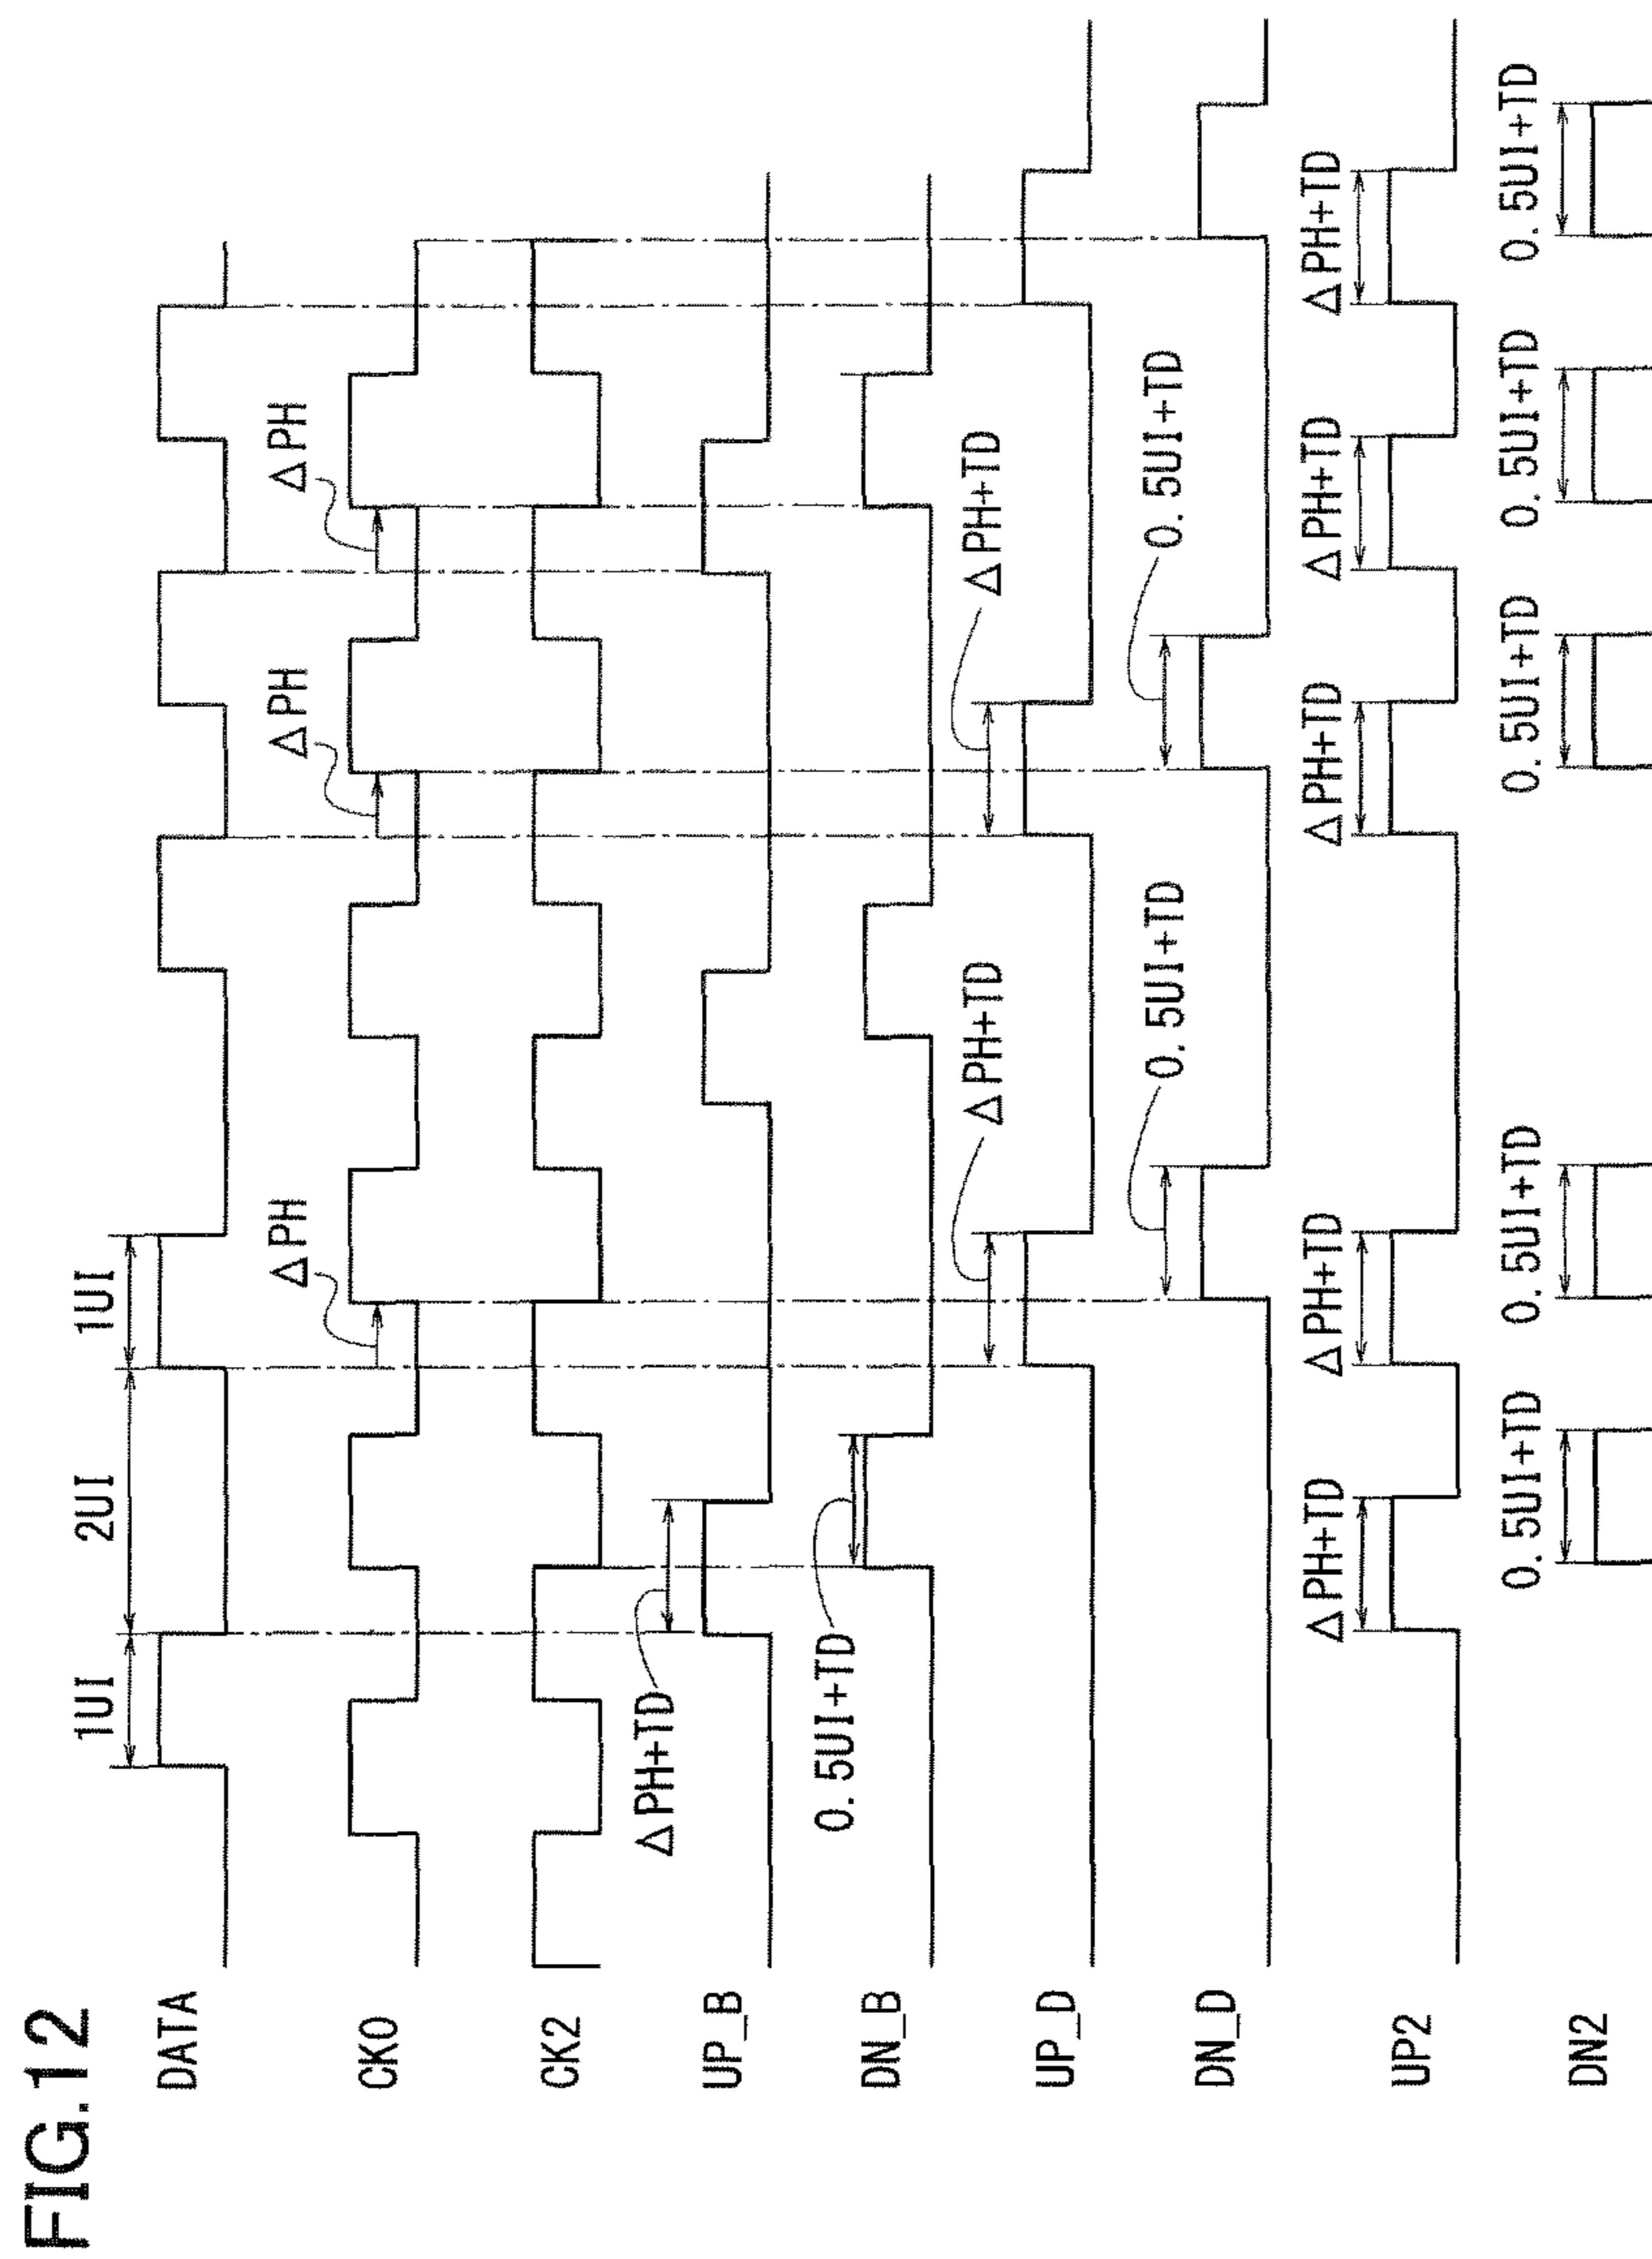 FIG.12
DATA
1UI
2UI
1UI
CK0
ΔPH
ΔPH
ΔPH
CK2
UP_B
ΔPH+TD
DN_B
0.5UI+TD
UP_D
ΔPH+TD
ΔPH+TD
DN_D
0.5UI+TD
0.5UI+TD
UP2
ΔPH+TD
ΔPH+TD
ΔPH+TD
ΔPH+TD
ΔPH+TD
DN2
0.5UI+TD
0.5UI+TD
0.5UI+TD
0.5UI+TD
0.5UI+TD